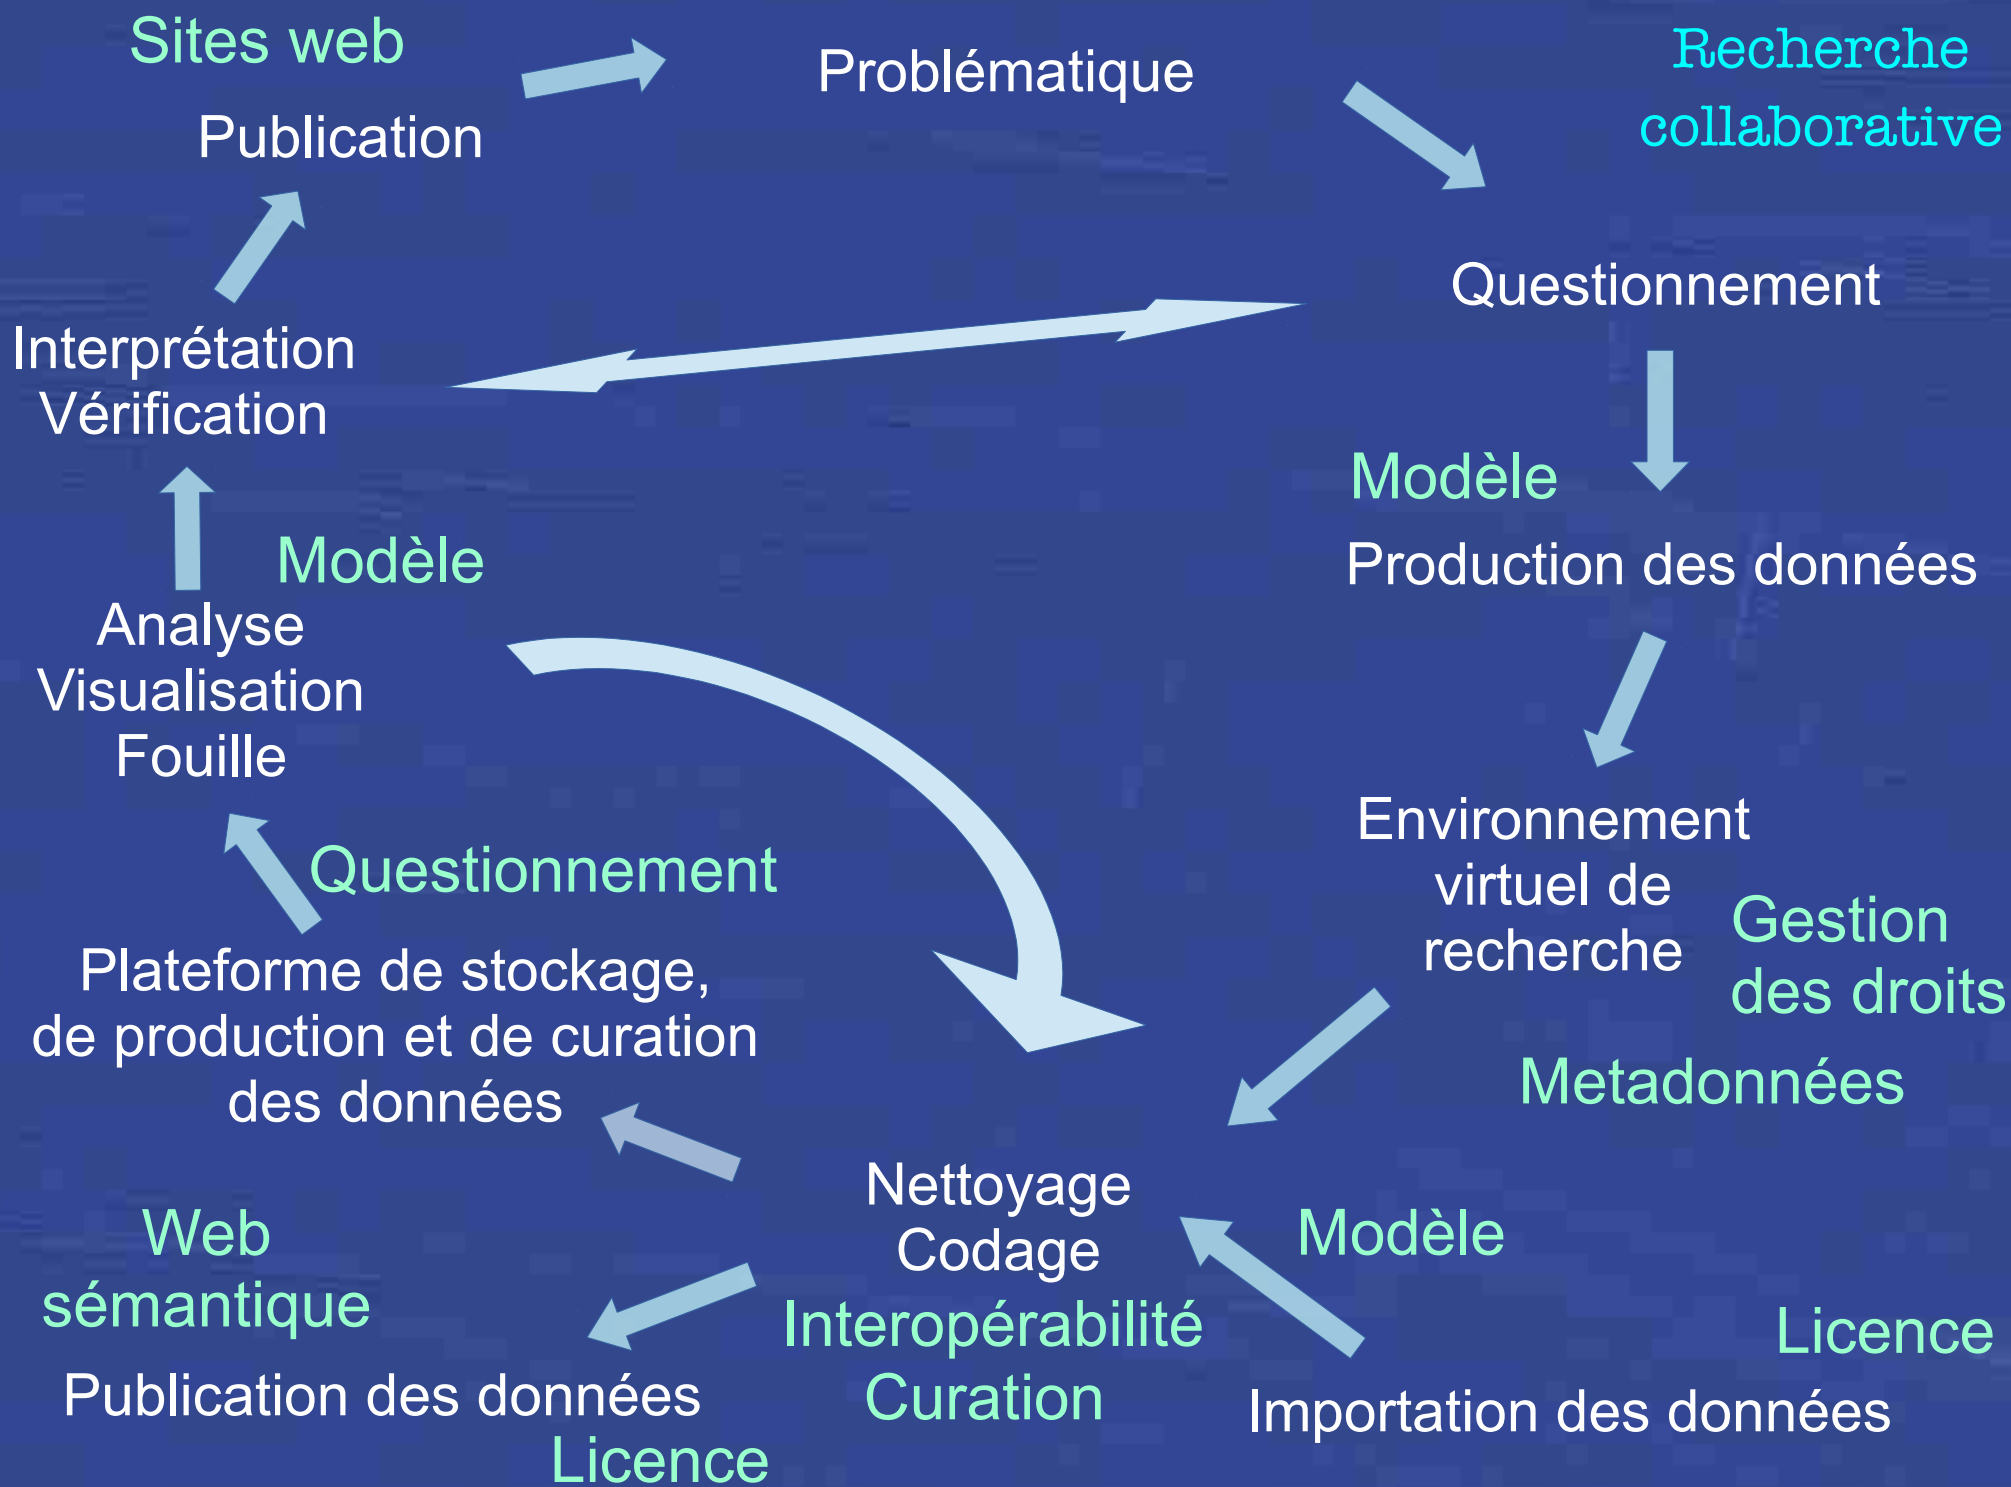 Sites web
Problématique
Recherche
collaborative
Publication
Questionnement
Interprétation
Vérification
Modèle
Production des données
Modèle
Analyse
Visualisation
Fouille
Environnement
virtuel de
recherche
Gestion
des droits
Questionnement
Plateforme de stockage,
de production et de curation
des données
Metadonnées
Nettoyage
Codage
Interopérabilité
Curation
Modèle
Licence
Importation des données
Web
sémantique
Publication des données
Licence